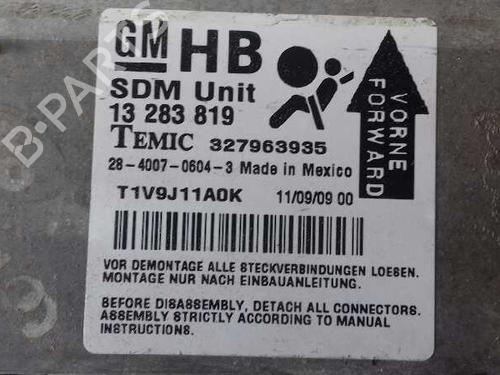 GM HB
SDM Unit
13 283 819
TEMIC 327963935
28-4007-0604-3 Made in Mexico
T1V9J11A0K 11/09/09 00
VORNE
FORWARD
VOR DEMONTAGE ALLE STECKVERBINDUNGEN LOESEN.
MONTAGE NUR NACH EINBAUANLEITUNG.
BEFORE DISASSEMBLY, DETACH ALL CONNECTORS.
ASSEMBLY STRICTLY ACCORDING TO MANUAL
INSTRUCTIONS.
B-PARTS